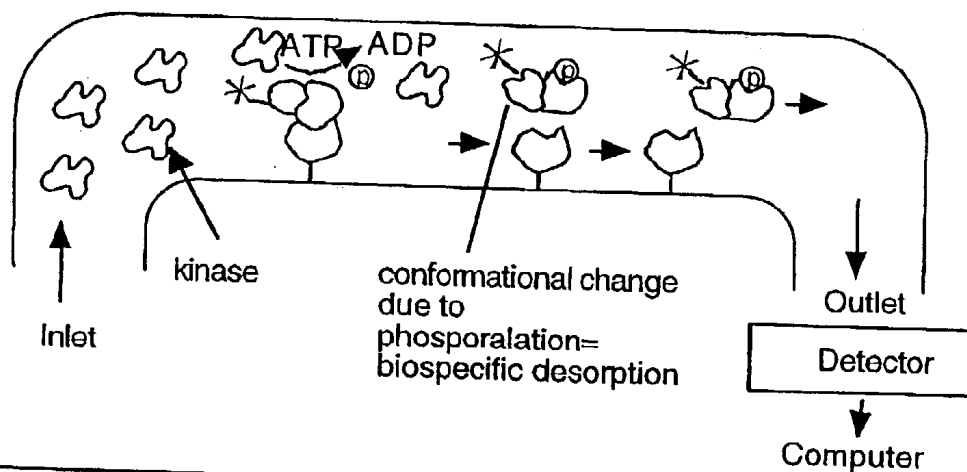 ATP ADP
p
p
p
kinase
Inlet
conformational change
due to
phosporalation=
biospecific desorption
Outlet
Detector
Computer